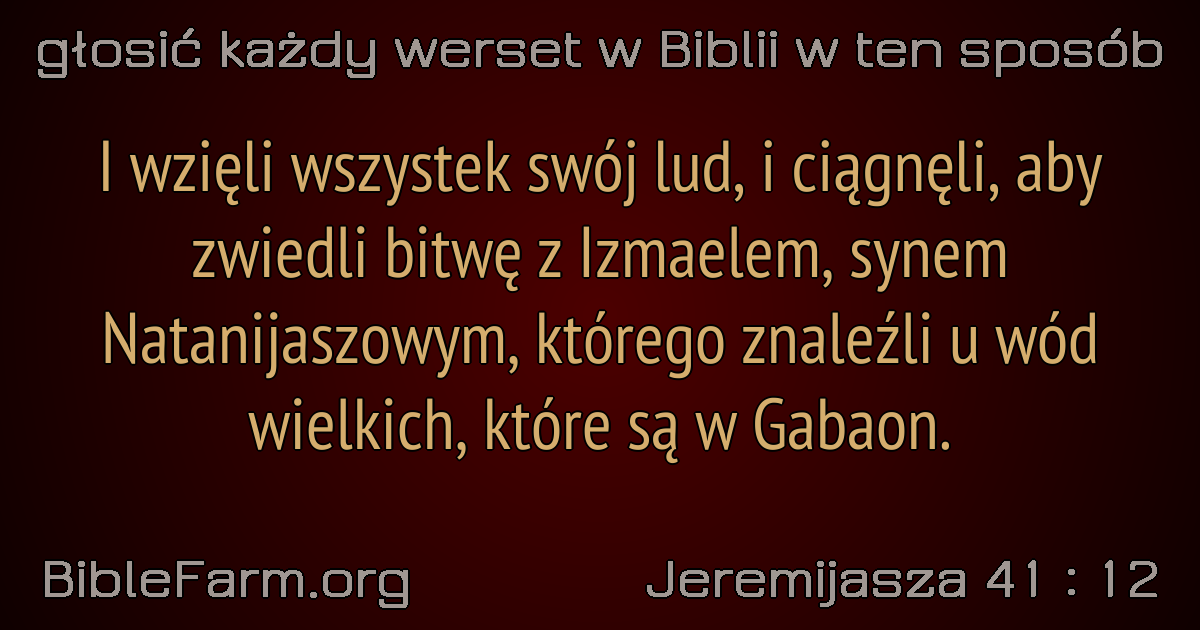 głosić każdy werset w Biblii w ten sposób
I wzięli wszystek swój lud, i ciągnęli, aby
zwiedli bitwę z Izmaelem, synem
Natanijaszowym, którego znaleźli u wód
wielkich, które są w Gabaon.
BibleFarm.org
Jeremijasza 41 : 12